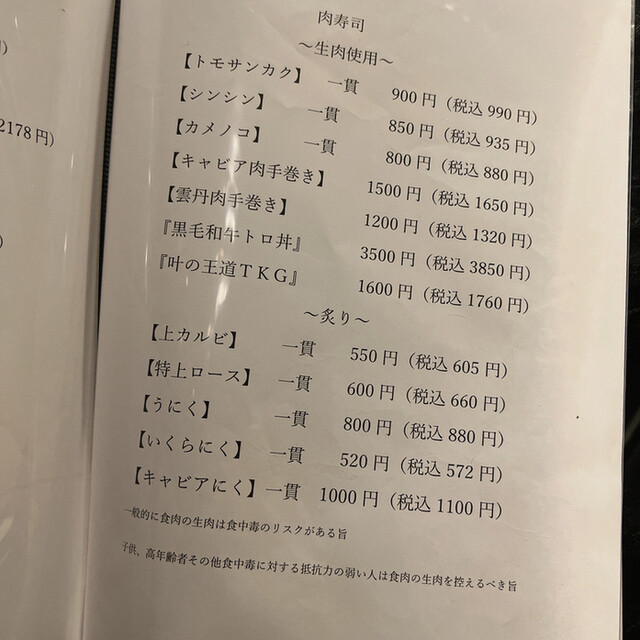 2178円)
肉寿司
〜生肉使用〜
【トモサンカク】 一貫 900円(税込990円)
【シンシン】 一貫 850円(税込935円)
【カメノコ】 一貫 800円(税込880円)
【キャビア肉手巻き】 1500円(税込1650円)
【雲丹肉手巻き】 1200円(税込1320円)
『黒毛和牛トロ丼』 3500円(税込3850円)
『叶の王道TKG』 1600円(税込1760円)
〜炙り〜
【上カルビ】 一貫 550円(税込605円)
【特上ロース】 一貫 600円(税込660円)
【うにく】 一貫 800円(税込880円)
【いくらにく】 一貫 520円(税込572円)
【キャビアにく】一貫 1000円(税込1100円)
一般的に食肉の生肉は食中毒のリスクがある旨
子供、高年齢者その他食中毒に対する抵抗力の弱い人は食肉の生肉を控えるべき旨